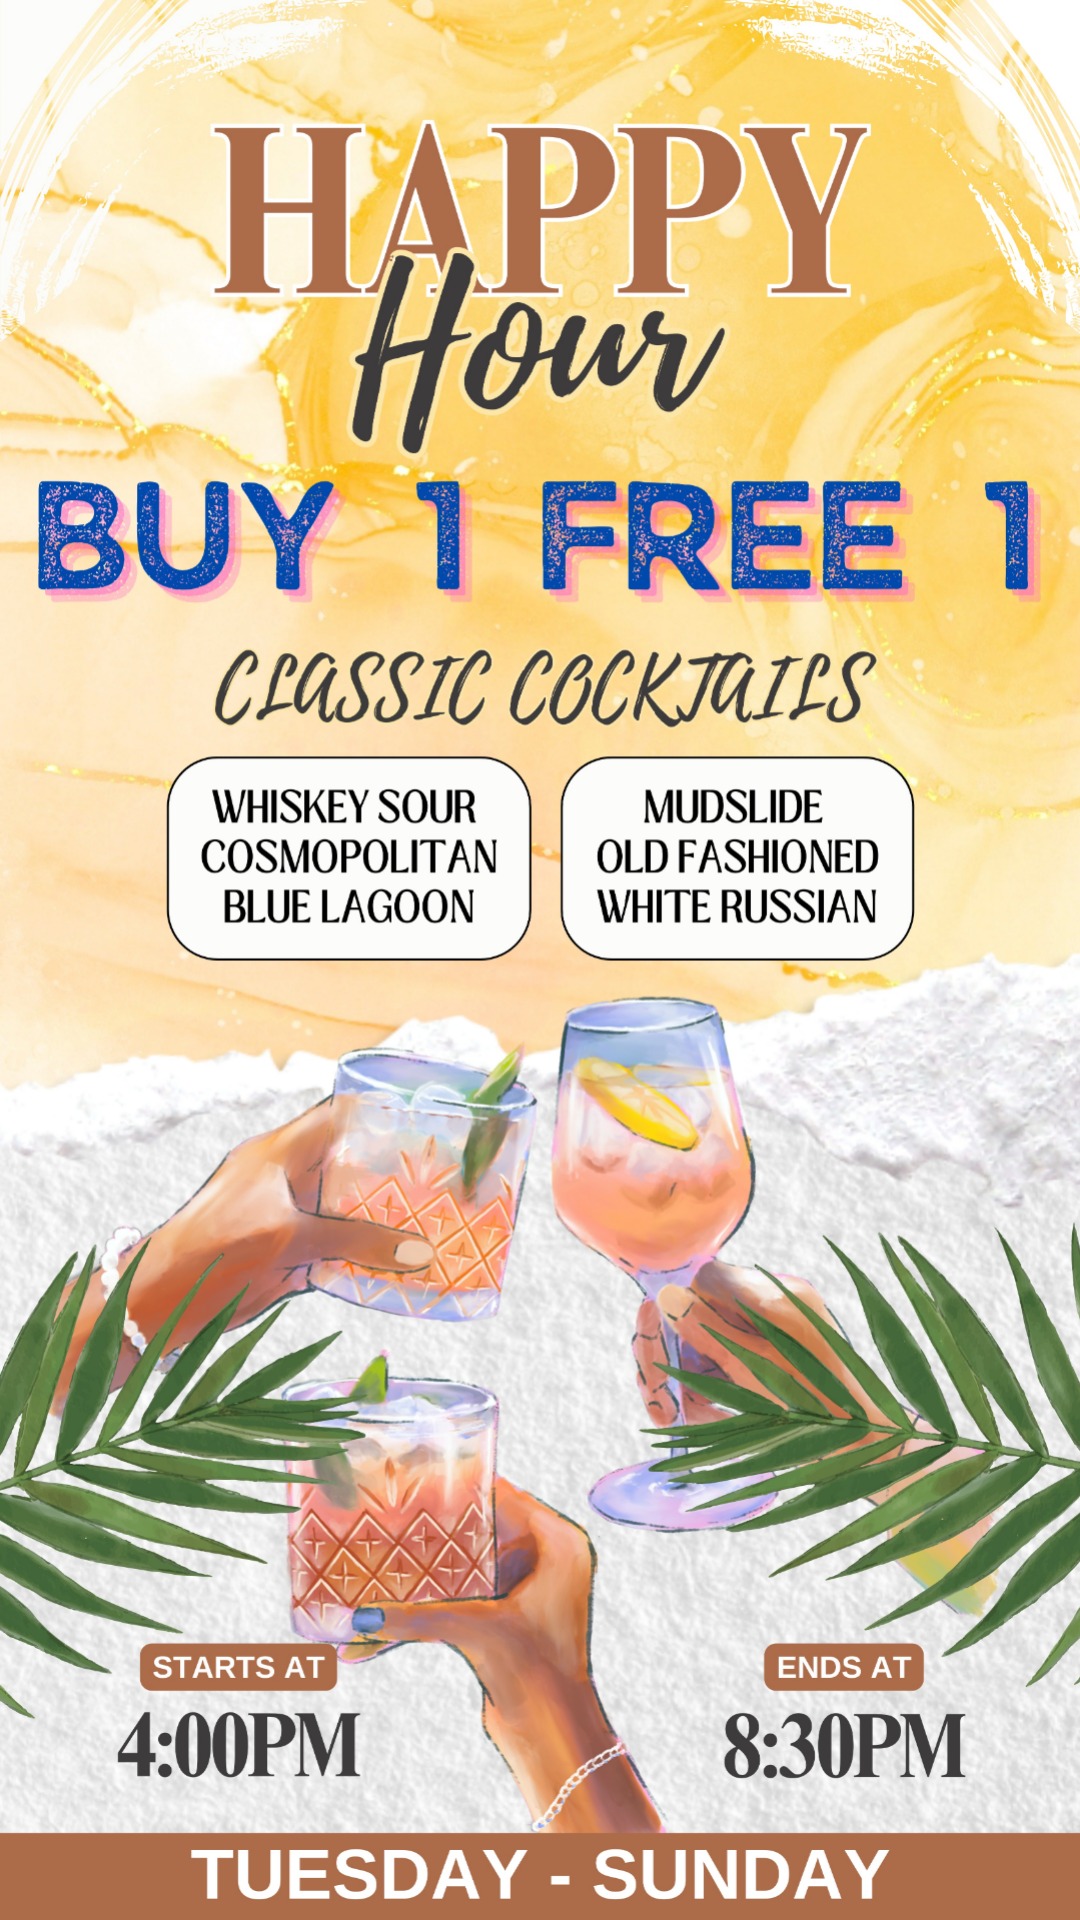 HAPPY
Hour
BUY 1 FREE 1
CLASSIC COCKTAILS
WHISKEY SOUR
COSMOPOLITAN
BLUE LAGOON
MUDSLIDE
OLD FASHIONED
WHITE RUSSIAN
STARTS AT
4:00PM
ENDS AT
8:30PM
TUESDAY - SUNDAY